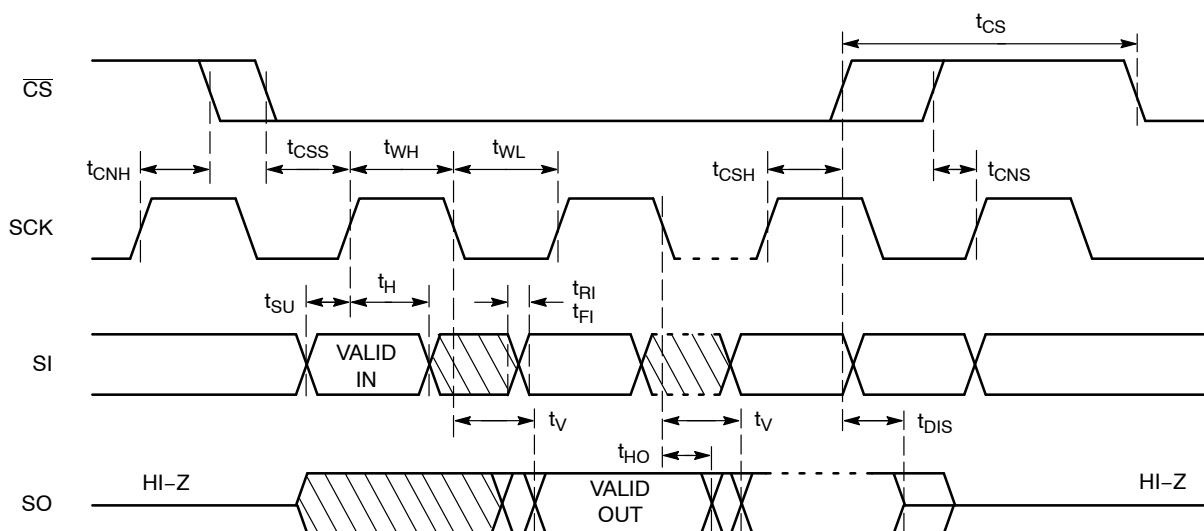 tCS
CS
tCNH
tCSS
tWH
tWL
tCSH
tCNS
SCK
tSU
tH
tRI
tFI
SI
VALID
IN
tV
tV
tDIS
tHO
HI–Z
VALID
OUT
HI–Z
SO